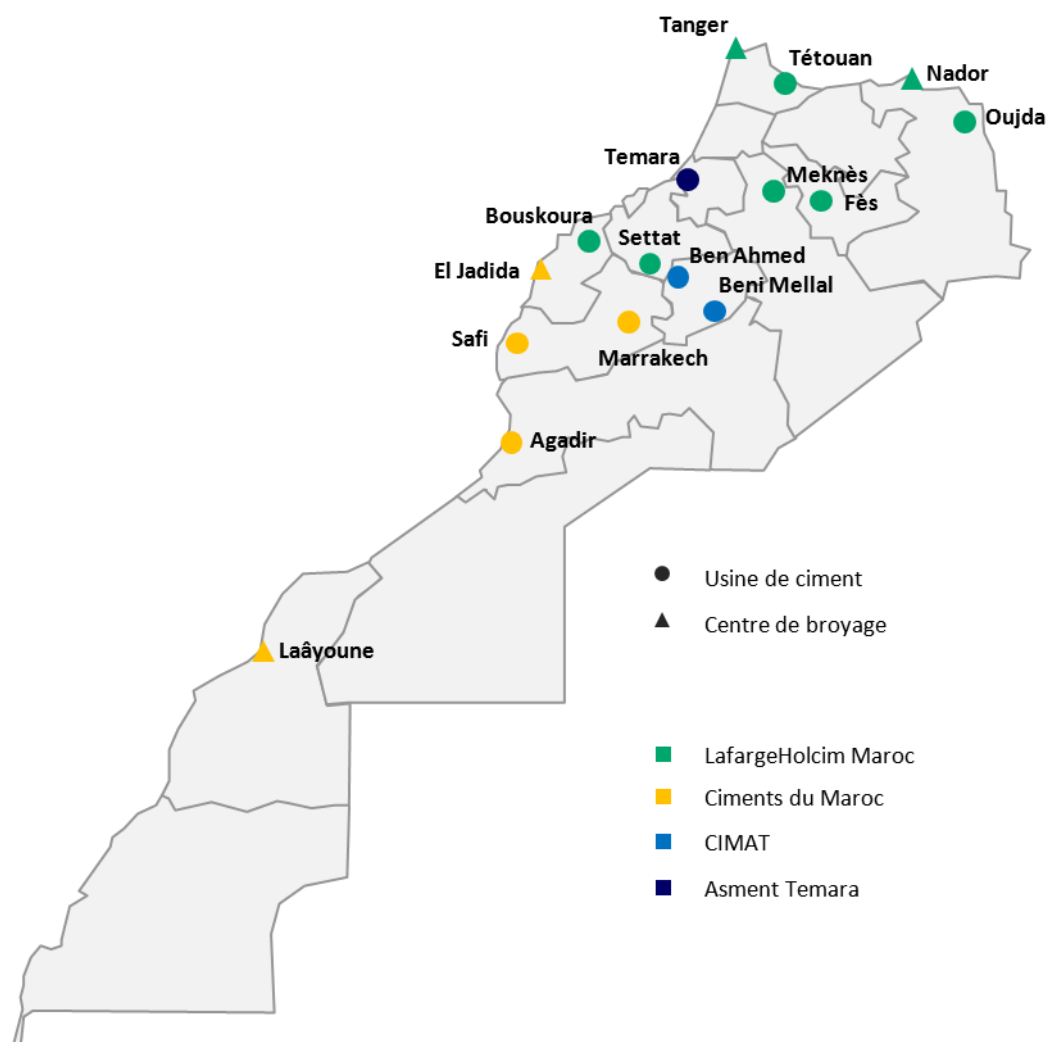 Tanger
Tétouan
Nador
Oujda
Temara
Meknès
Fès
Bouskoura
Settat
Ben Ahmed
El Jadida
Beni Mellal
Safi
Marrakech
Agadir
Usine de ciment
Centre de broyage
Laâyoune
LafargeHolcim Maroc
Ciments du Maroc
CIMAT
Asment Temara